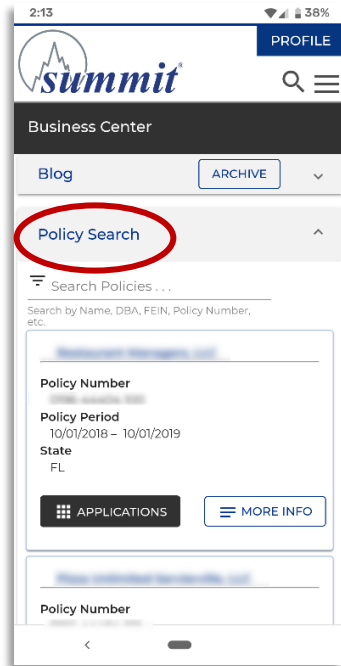 2:13
38%
PROFILE
summit®
Business Center
Blog
ARCHIVE
Policy Search
Search Policies . . .
Search by Name, DBA, FEIN, Policy Number,
etc.
Policy Number
Policy Period
10/01/2018 – 10/01/2019
State
FL
APPLICATIONS
MORE INFO
Policy Number